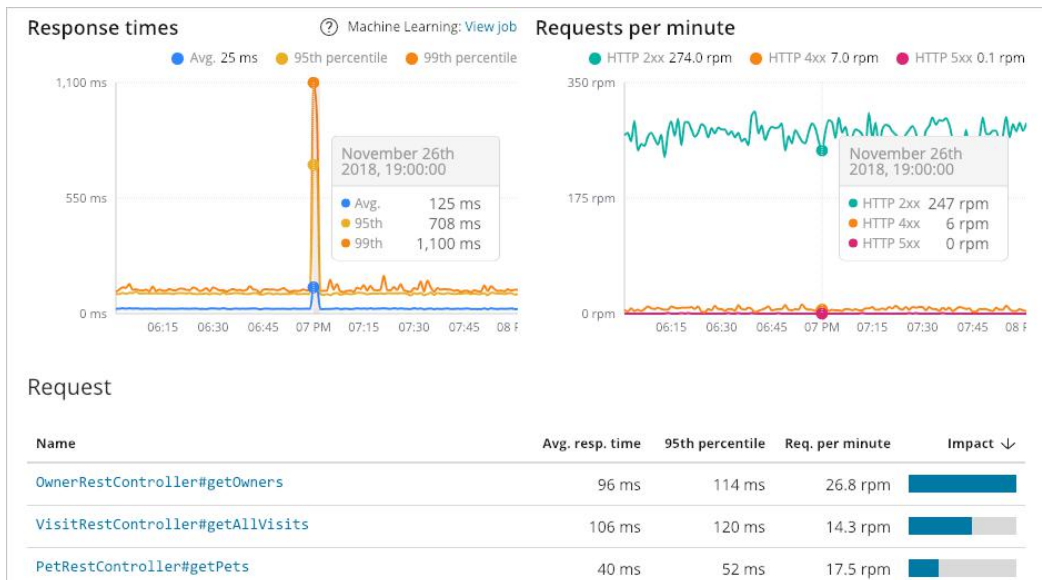 Response times
? Machine Learning: View job
Avg. 25 ms 95th percentile 99th percentile
1,100 ms
550 ms
0 ms
November 26th
2018, 19:00:00
Avg. 125 ms
95th 708 ms
99th 1,100 ms
06:15 06:30 06:45 07 PM 07:15 07:30 07:45
Requests per minute
HTTP 2xx 274.0 rpm HTTP 4xx 7.0 rpm HTTP 5xx 0.1 rpm
350 rpm
175 rpm
0 rpm
November 26th
2018, 19:00:00
HTTP 2xx 247 rpm
HTTP 4xx 6 rpm
HTTP 5xx 0 rpm
06:15 06:30 06:45 07 PM 07:15 07:30 07:45
Request
Name Avg. resp. time 95th percentile Req. per minute Impact
OwnerRestController#getOwners 96 ms 114 ms 26.8 rpm
VisitRestController#getAllVisits 106 ms 120 ms 14.3 rpm
PetRestController#getPets 40 ms 52 ms 17.5 rpm